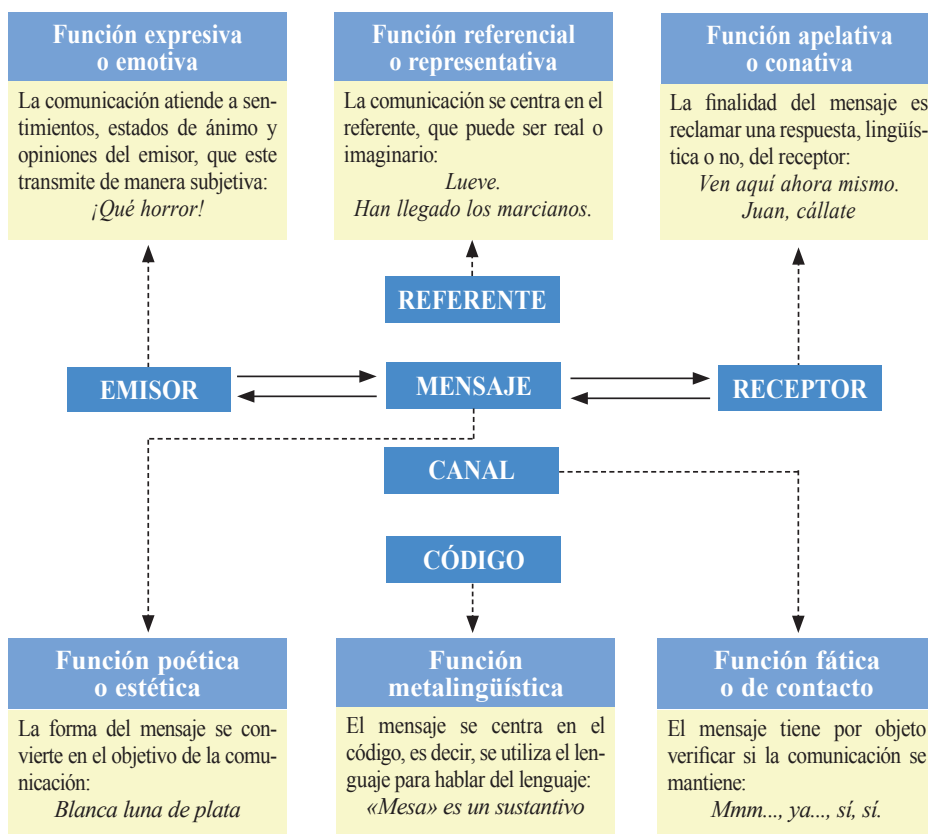 Función expresiva
o emotiva
La comunicación atiende a sen-
timientos, estados de ánimo y
opiniones del emisor, que este
transmite de manera subjetiva:
¡Qué horror!
Función referencial
o representativa
La comunicación se centra en el
referente, que puede ser real o
imaginario:
Lueve.
Han llegado los marcianos.
Función apelativa
o conativa
La finalidad del mensaje es
reclamar una respuesta, lingüís-
tica o no, del receptor:
Ven aquí ahora mismo.
Juan, cállate
REFERENTE
EMISOR
MENSAJE
RECEPTOR
CANAL
CÓDIGO
Función poética
o estética
La forma del mensaje se con-
vierte en el objetivo de la comu-
nicación:
Blanca luna de plata
Función
metalingüística
El mensaje se centra en el
código, es decir, se utiliza el len-
guaje para hablar del lenguaje:
«Mesa» es un sustantivo
Función fática
o de contacto
El mensaje tiene por objeto
verificar si la comunicación se
mantiene:
Mmm..., ya..., sí, sí.